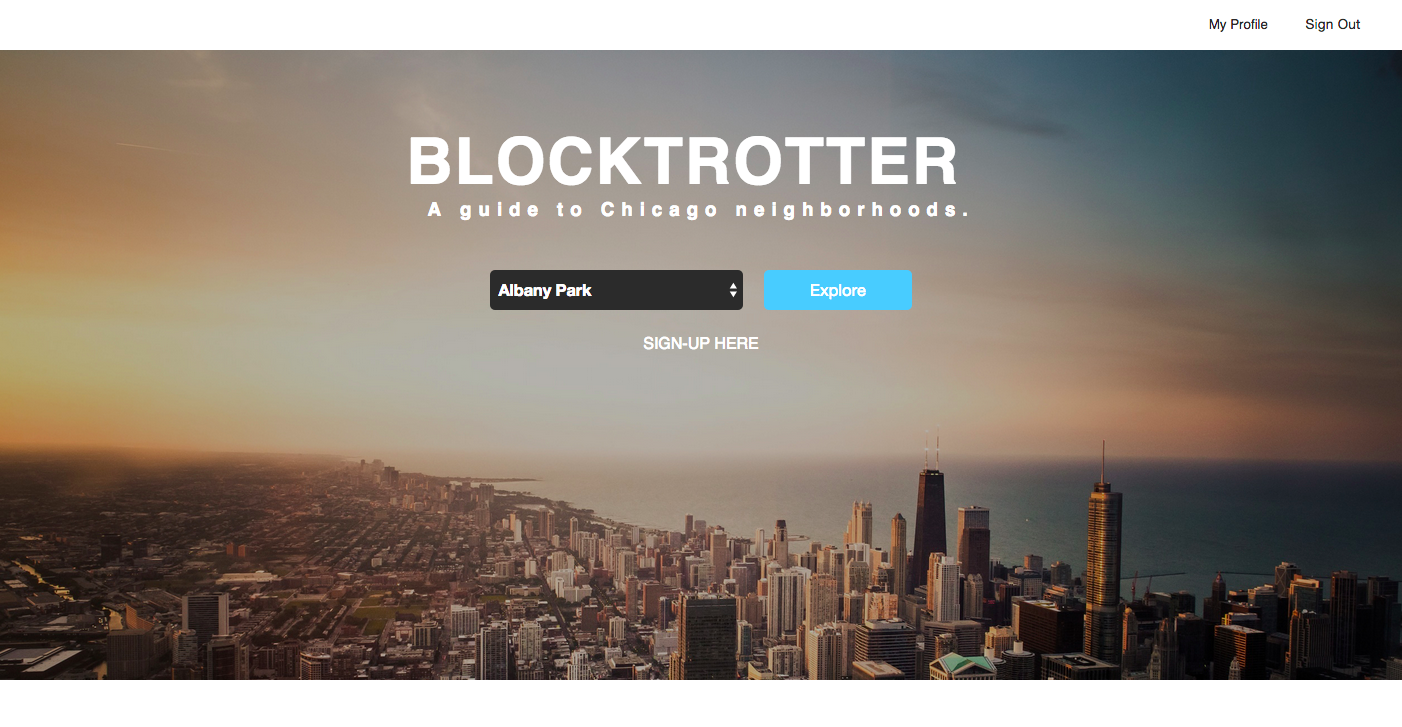 My Profile Sign Out
BLOCKTROTTER
A guide to Chicago neighborhoods.
Albany Park Explore
SIGN-UP HERE